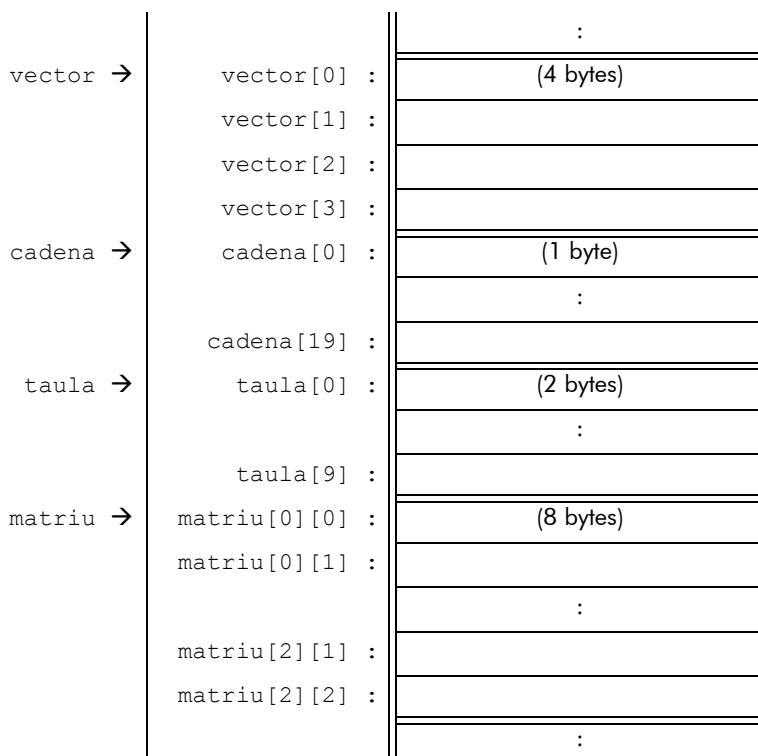 :
vector → vector[0] : (4 bytes)
vector[1] :
vector[2] :
vector[3] :
cadena → cadena[0] : (1 byte)
:
cadena[19] :
taula → taula[0] : (2 bytes)
:
taula[9] :
matriu → matriu[0][0] : (8 bytes)
matriu[0][1] :
:
matriu[2][1] :
matriu[2][2] :
: